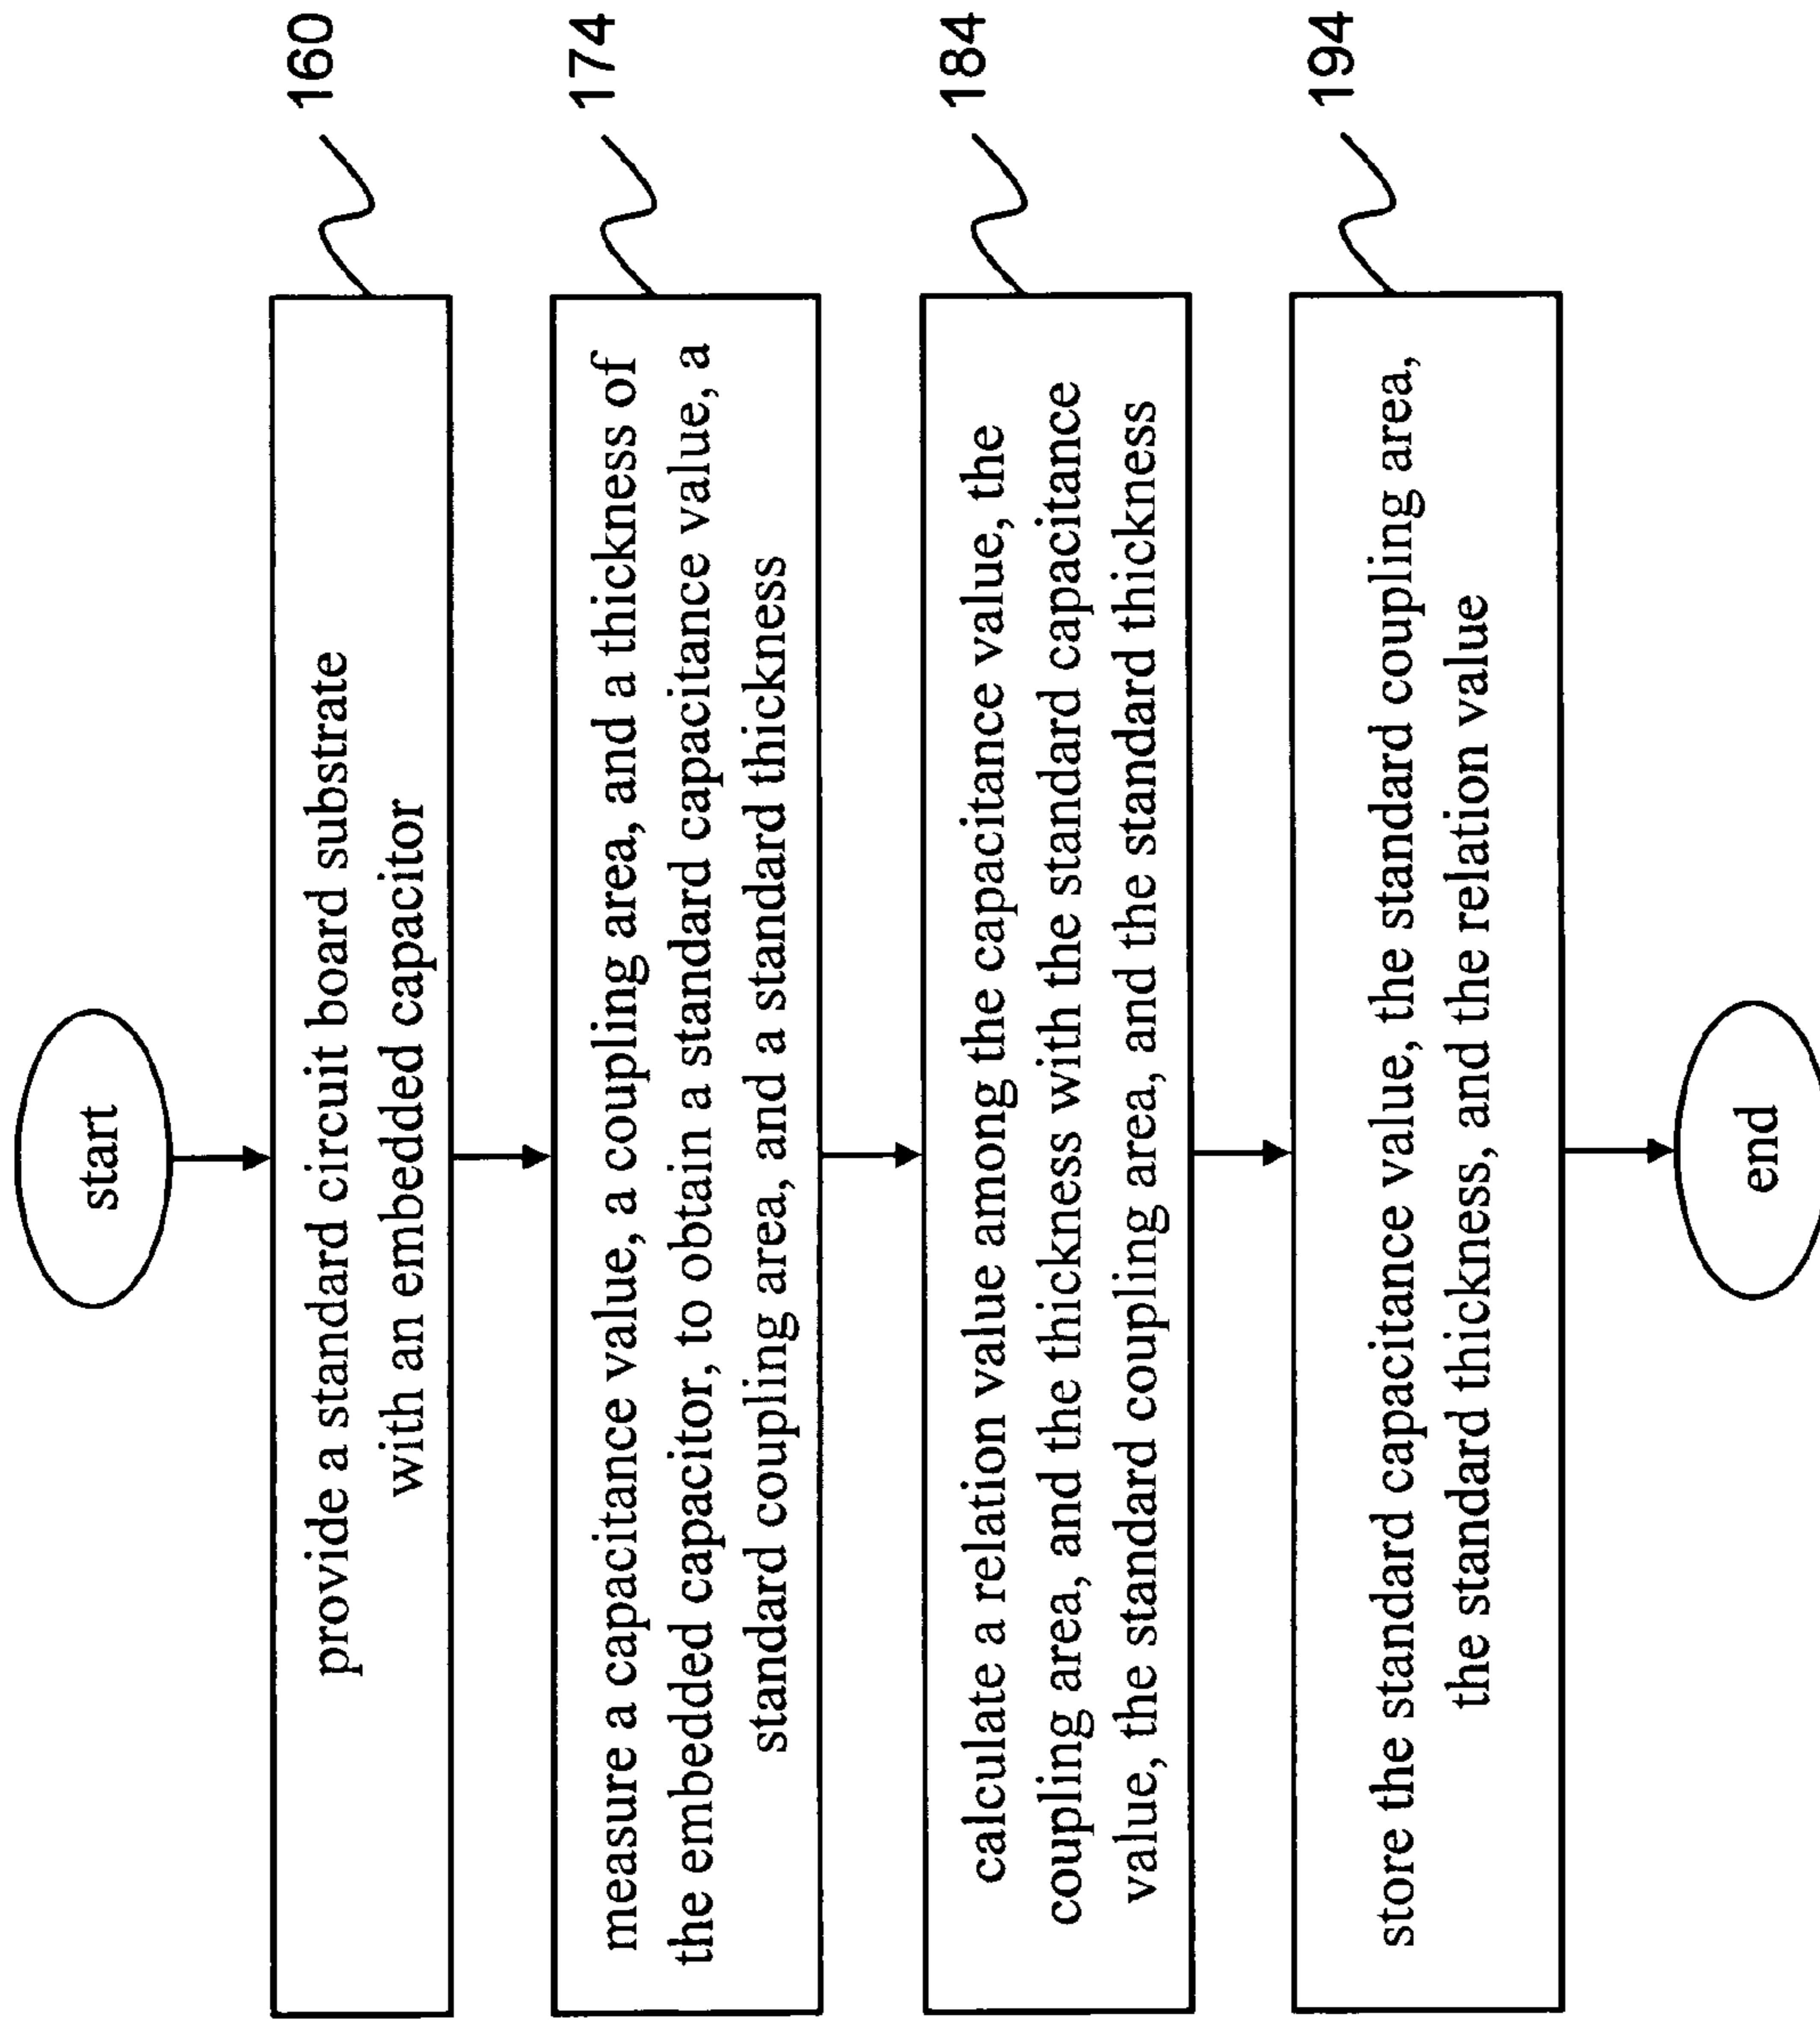 start
provide a standard circuit board substrate
with an embedded capacitor
160
measure a capacitance value, a coupling area, and a thickness of
the embedded capacitor, to obtain a standard capacitance value, a
standard coupling area, and a standard thickness
174
calculate a relation value among the capacitance value, the
coupling area, and the thickness with the standard capacitance
value, the standard coupling area, and the standard thickness
184
store the standard capacitance value, the standard coupling area,
the standard thickness, and the relation value
194
end